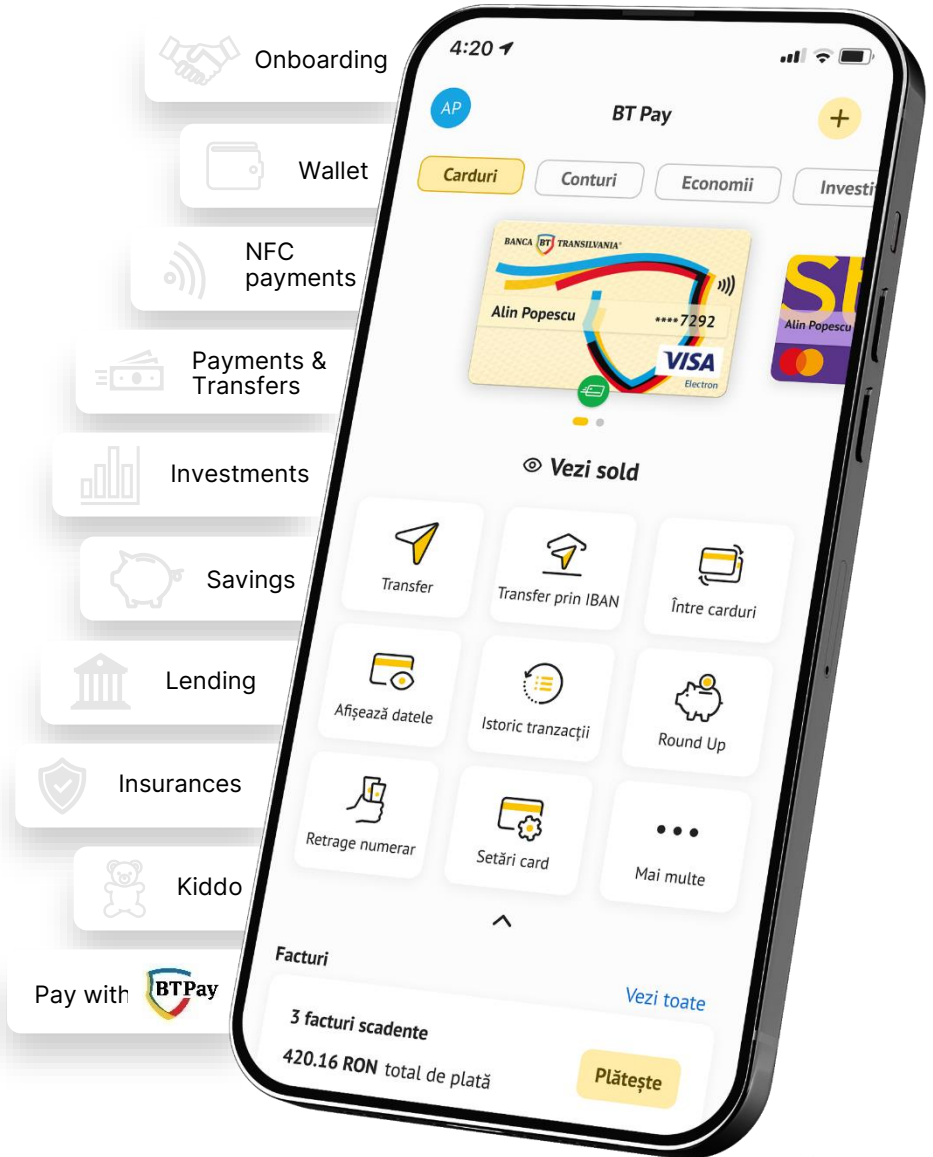 Onboarding
Wallet
NFC
payments
Payments &
Transfers
Investments
Savings
Lending
Insurances
Kiddo
Pay with BTPay
4:20
AP
BT Pay
+
Carduri
Conturi
Economii
Investi
BANCA BT TRANSILVANIA
Alin Popescu
****7292
VISA
Electron
St
Alin Popescu
Vezi sold
Transfer
Transfer prin IBAN
Între carduri
Afișează datele
Istoric tranzacții
Round Up
Retrage numerar
Setări card
Mai multe
Facturi
Vezi toate
3 facturi scadente
420.16 RON total de plată
Plătește